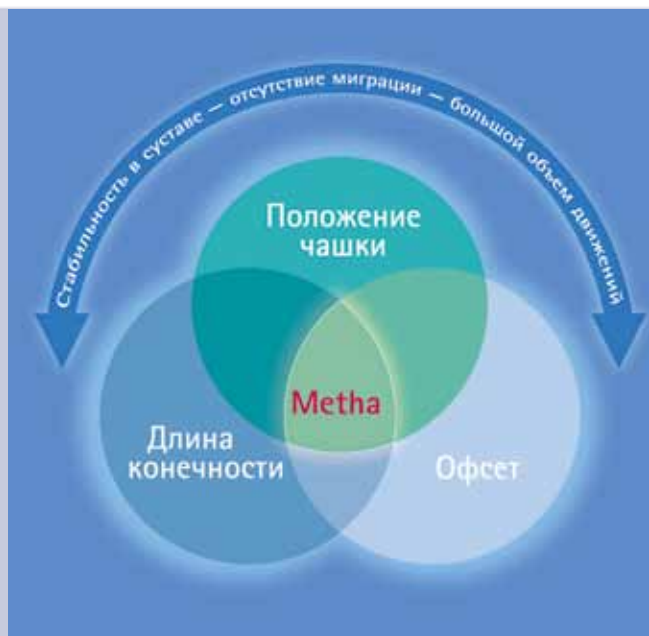 Стабильность в суставе — отсутствие миграции — большой объем движений
Положение
чашки
Metha
Длина
конечности
Офсет